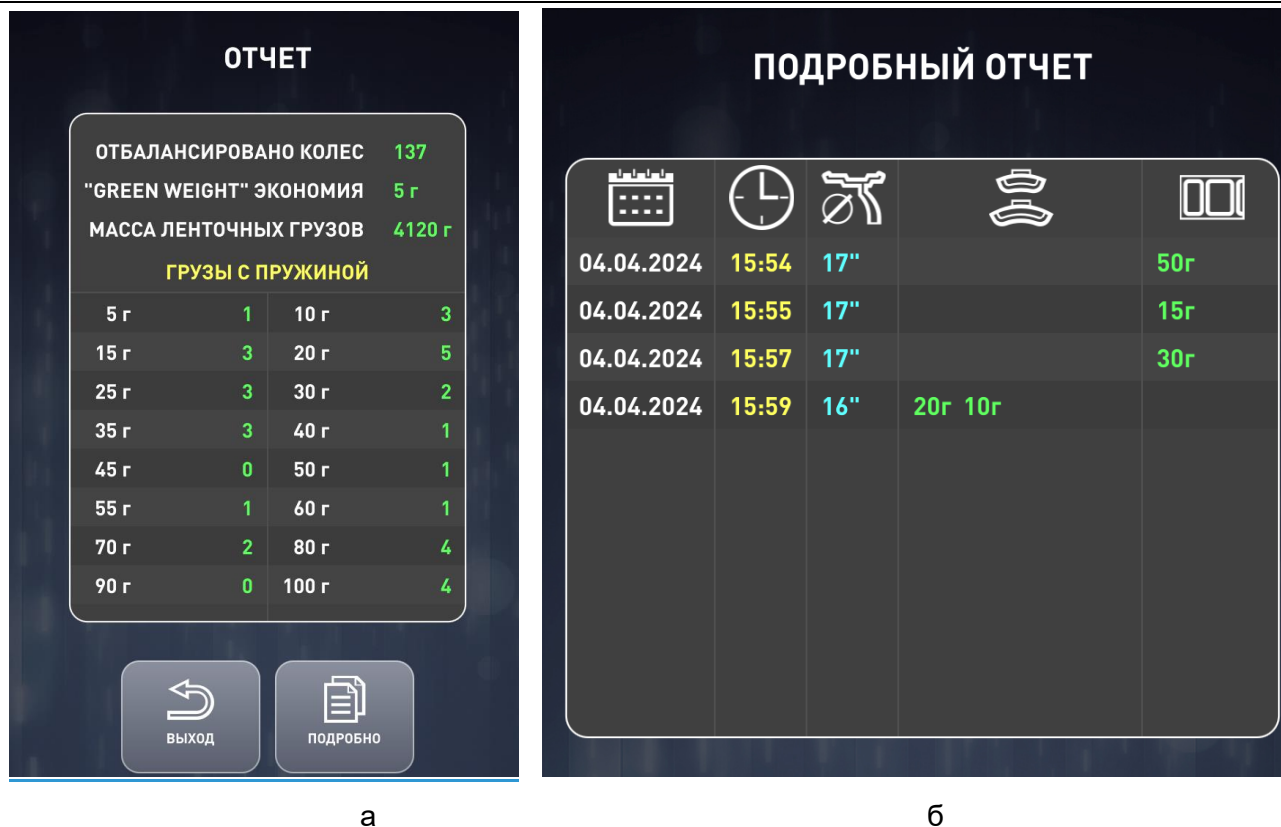 ОТЧЕТ
ОТБАЛАНСИРОВАНО КОЛЕС 137
"GREEN WEIGHT" ЭКОНОМИЯ 5 г
МАССА ЛЕНТОЧНЫХ ГРУЗОВ 4120 г
ГРУЗЫ С ПРУЖИНОЙ
5 г 1 10 г 3
15 г 3 20 г 5
25 г 3 30 г 2
35 г 3 40 г 1
45 г 0 50 г 1
55 г 1 60 г 1
70 г 2 80 г 4
90 г 0 100 г 4
ВЫХОД ПОДРОБНО
а
ПОДРОБНЫЙ ОТЧЕТ
04.04.2024 15:54 17" 50г
04.04.2024 15:55 17" 15г
04.04.2024 15:57 17" 30г
04.04.2024 15:59 16" 20г 10г
б